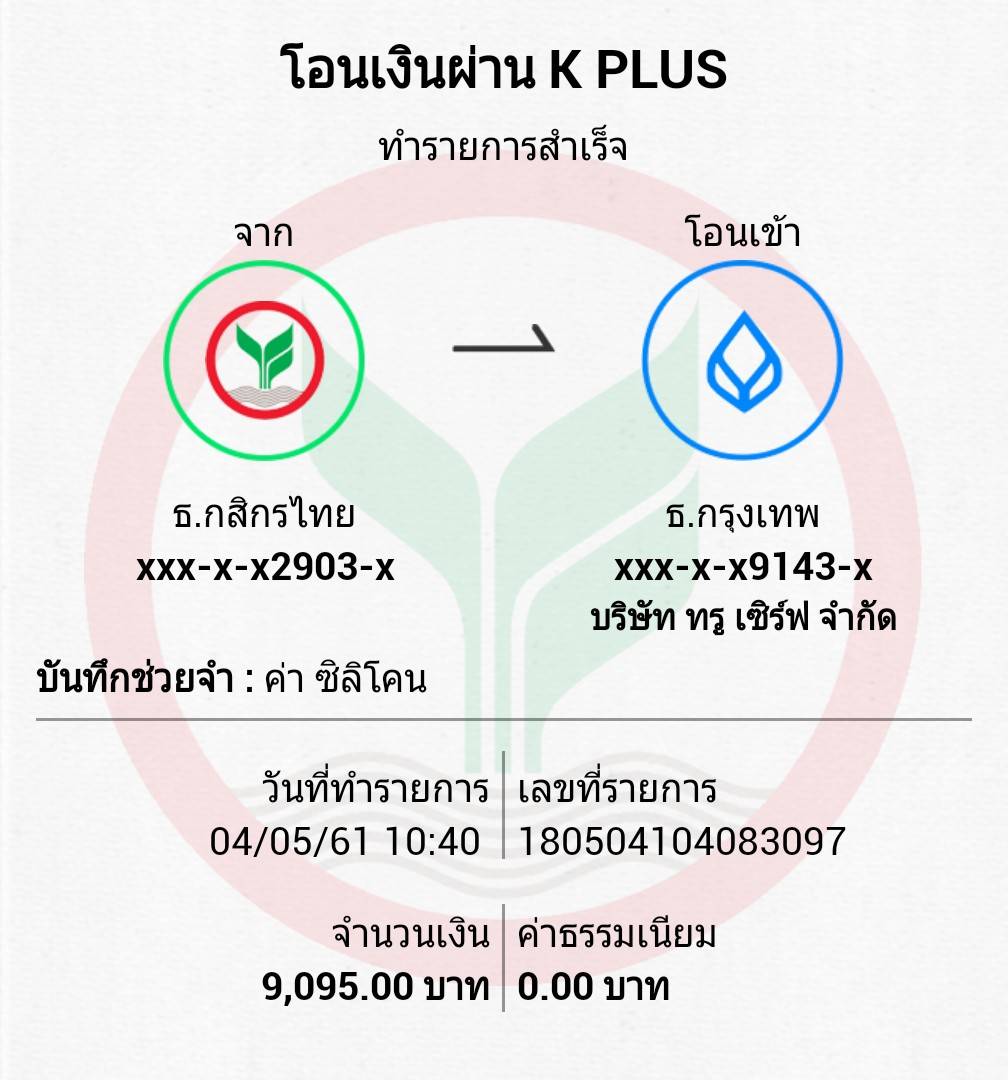 โอนเงินผ่าน K PLUS
ทำรายการสำเร็จ
จาก
โอนเข้า
ธ.กสิกรไทย
xxx-x-x2903-x
ธ.กรุงเทพ
xxx-x-x9143-x
บริษัท ทรู เซิร์ฟ จำกัด
บันทึกช่วยจำ : ค่า ซิลิโคน
วันที่ทำรายการ
04/05/61 10:40
เลขที่รายการ
180504104083097
จำนวนเงิน
9,095.00 บาท
ค่าธรรมเนียม
0.00 บาท